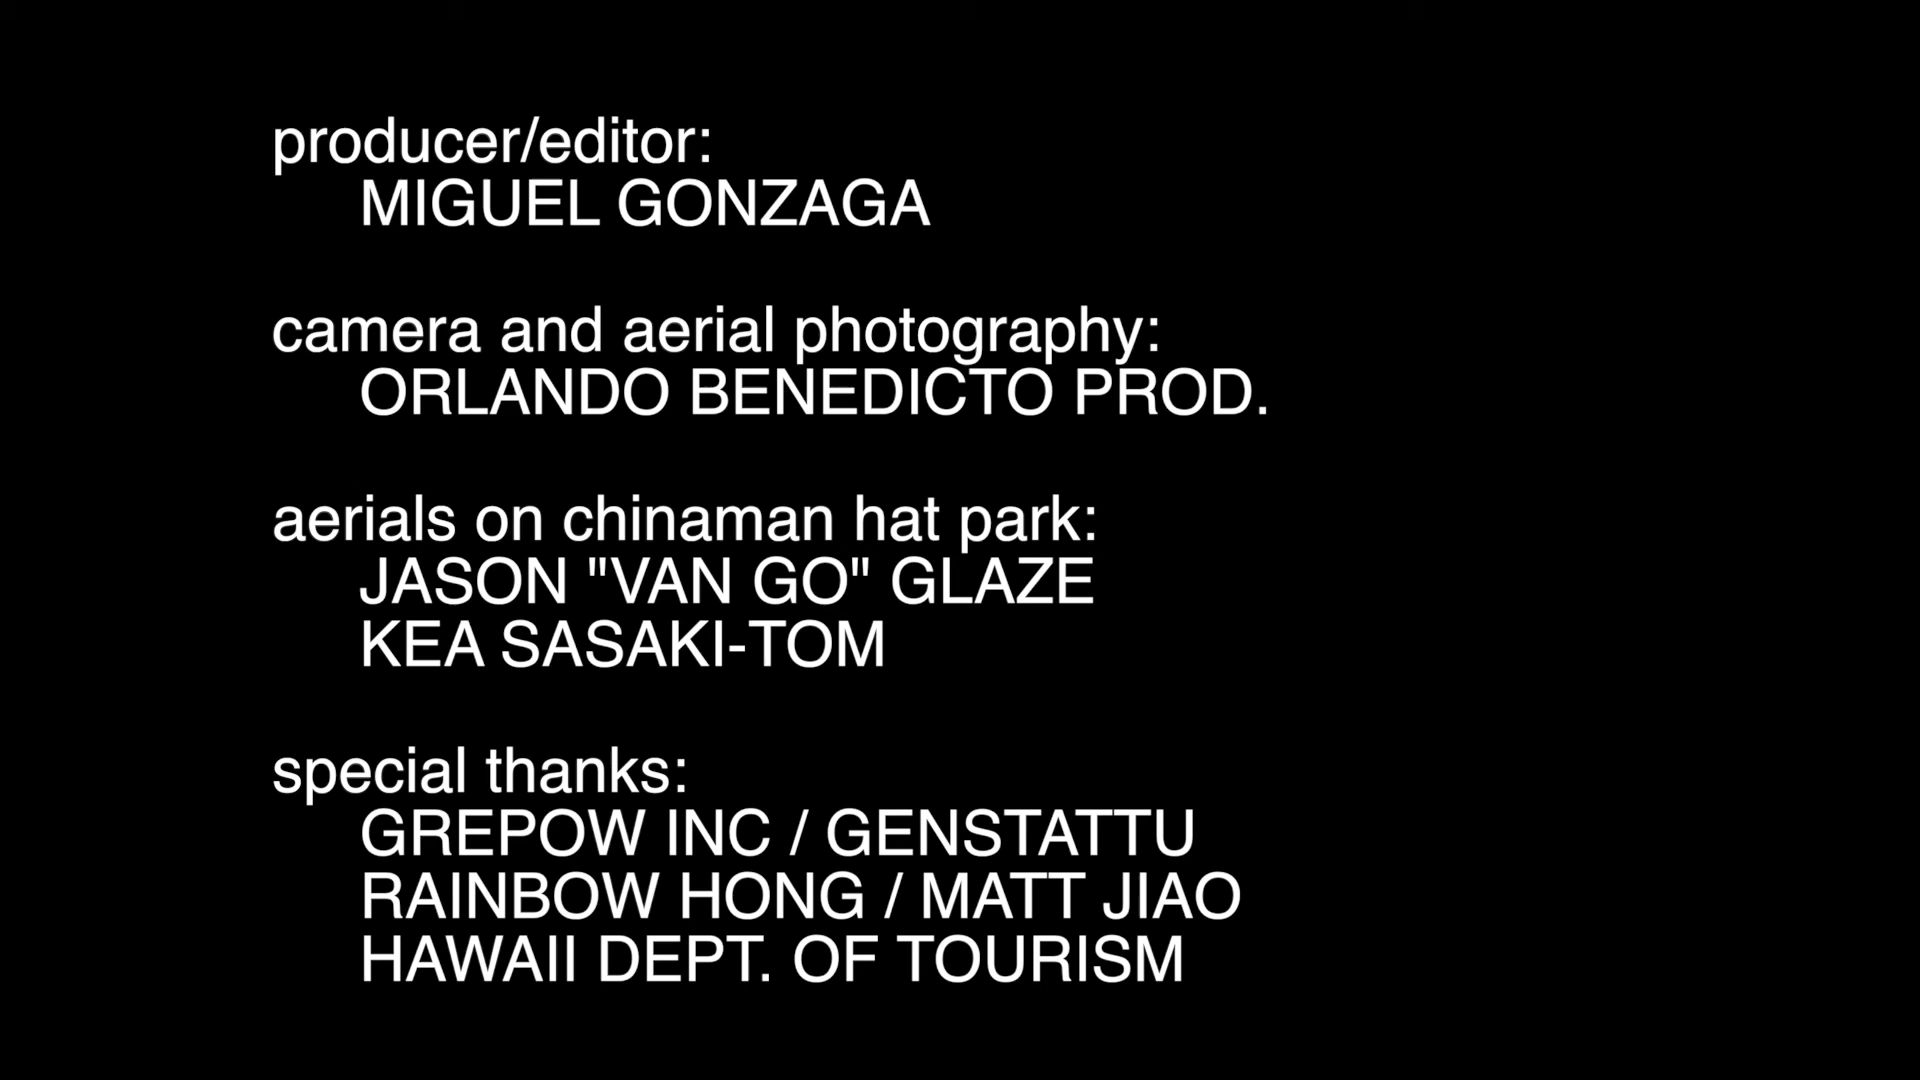 producer/editor:
MIGUEL GONZAGA
camera and aerial photography:
ORLANDO BENEDICTO PROD.
aerials on chinaman hat park:
JASON "VAN GO" GLAZE
KEA SASAKI-TOM
special thanks:
GREPOW INC / GENSTATTU
RAINBOW HONG / MATT JIAO
HAWAII DEPT. OF TOURISM